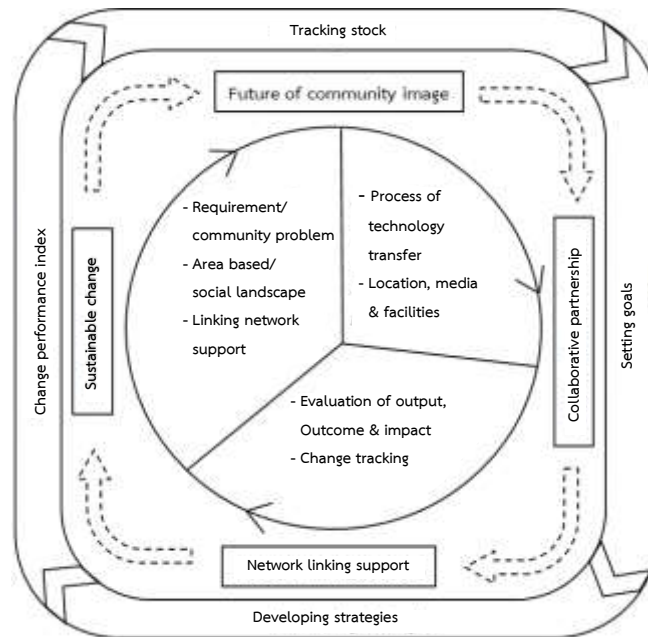 Tracking stock
Future of community image
- Requirement/
community problem
- Area based/
social landscape
- Linking network
support
- Process of
technology
transfer
- Location, media
& facilities
Change performance index
Sustainable change
Collaborative partnership
Setting goals
- Evaluation of output,
Outcome & impact
- Change tracking
Network linking support
Developing strategies